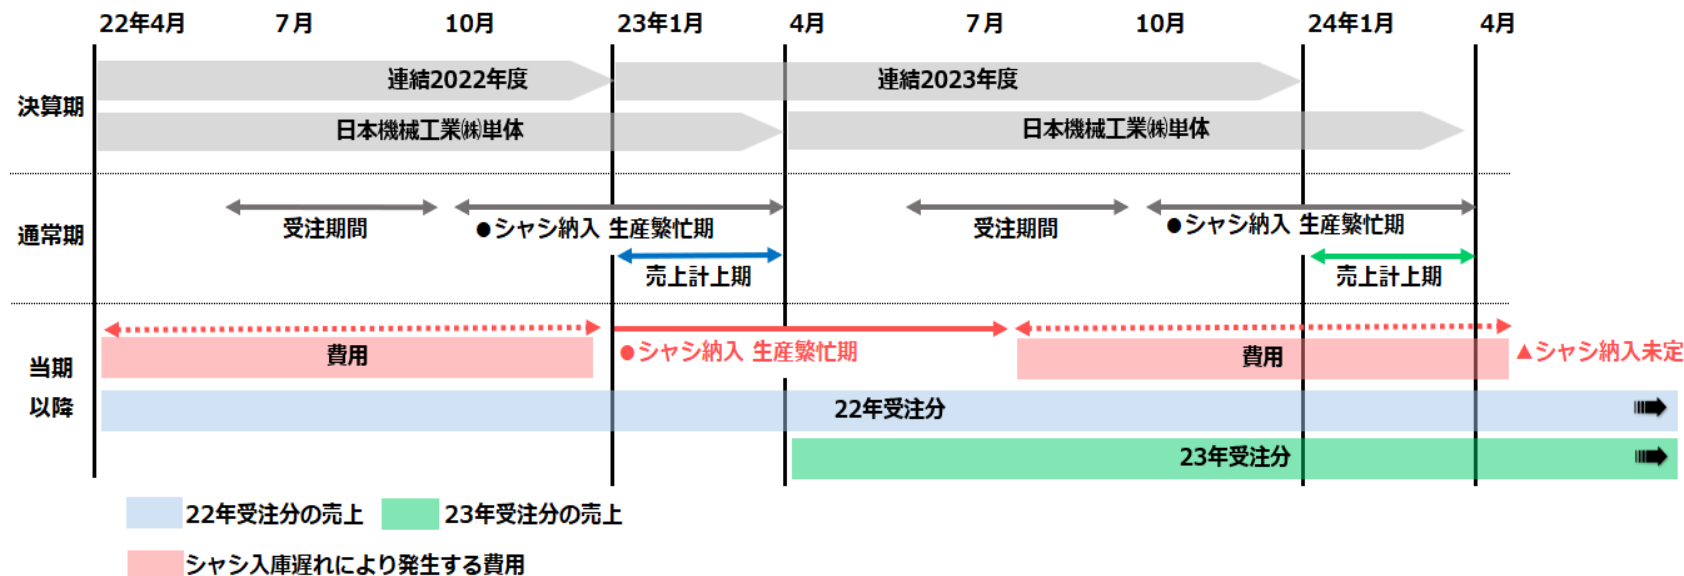 22年4月 7月 10月 23年1月 4月 7月 10月 24年1月 4月
決算期
連結2022年度 連結2023年度
日本機械工業㈱単体 日本機械工業㈱単体
通常期
受注期間 ●シャシ納入 生産繁忙期 受注期間 ●シャシ納入 生産繁忙期
売上計上期 売上計上期
当期
以降
費用 ●シャシ納入 生産繁忙期 費用 ▲シャシ納入未定
22年受注分
23年受注分
22年受注分の売上 23年受注分の売上
シャシ入庫遅れにより発生する費用